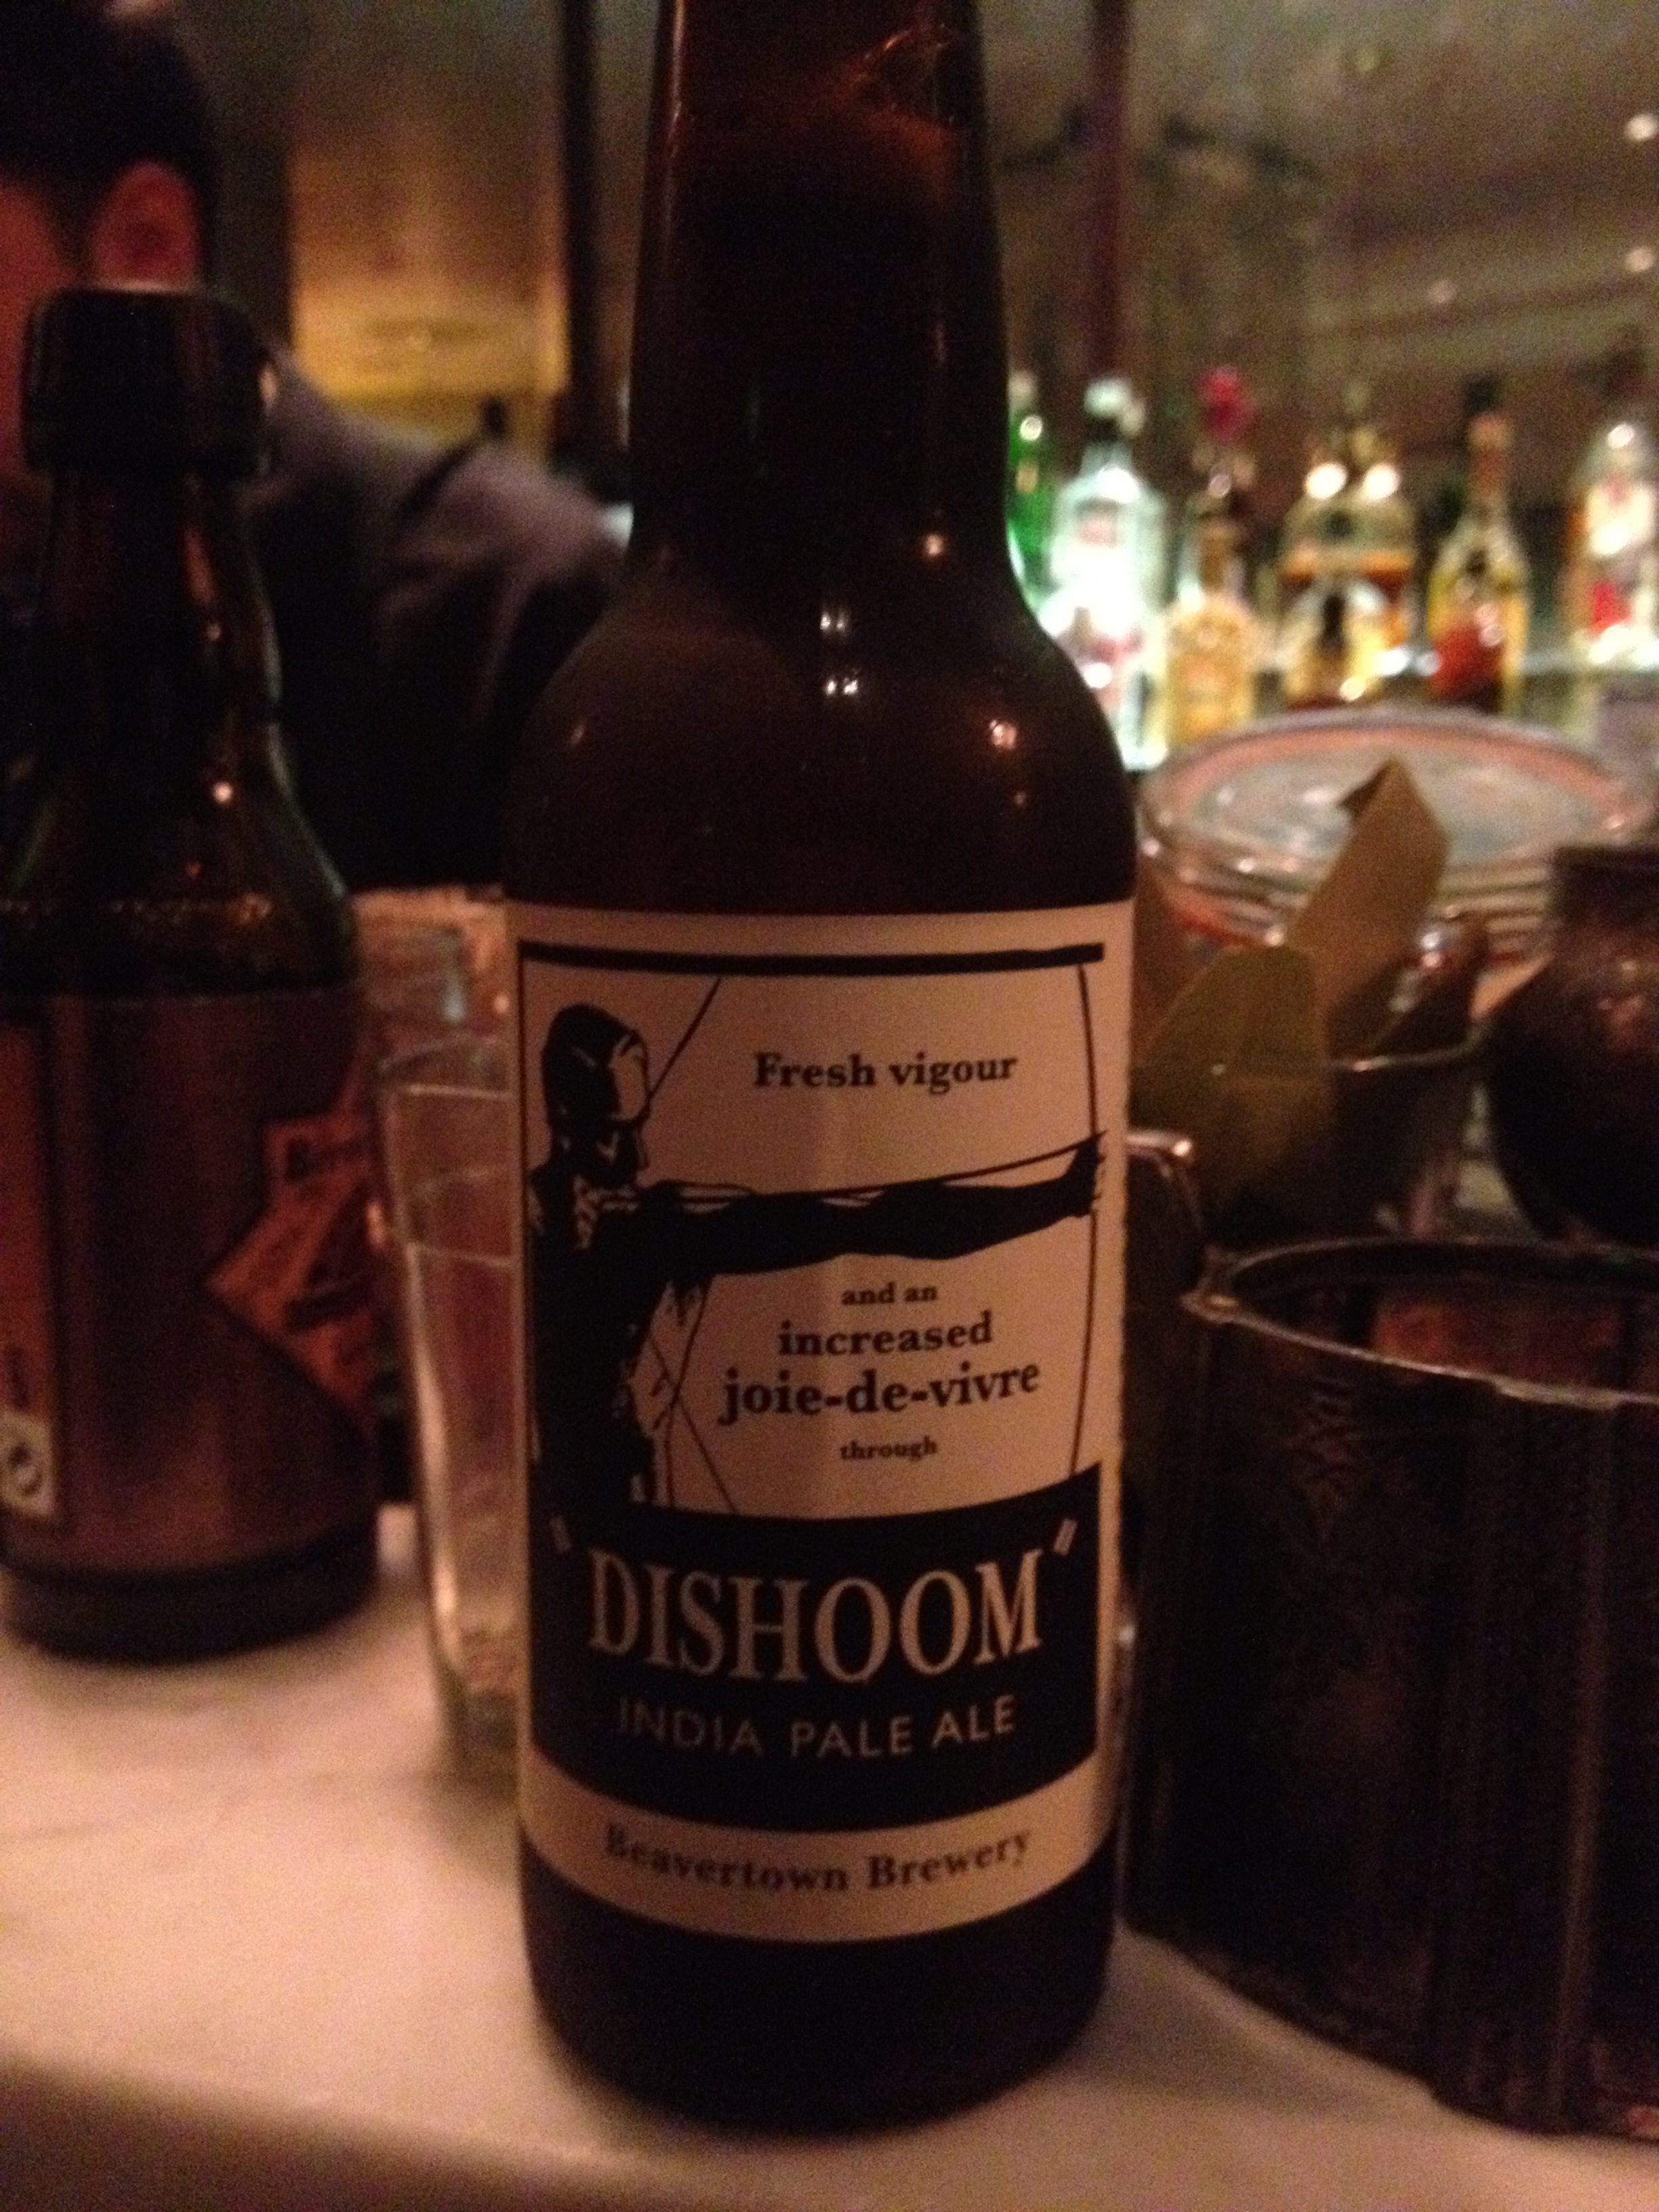 Fresh vigour
and an
increased
joie-de-vivre
through
"DISHOOM"
INDIA PALE ALE
Beavertown Brewery